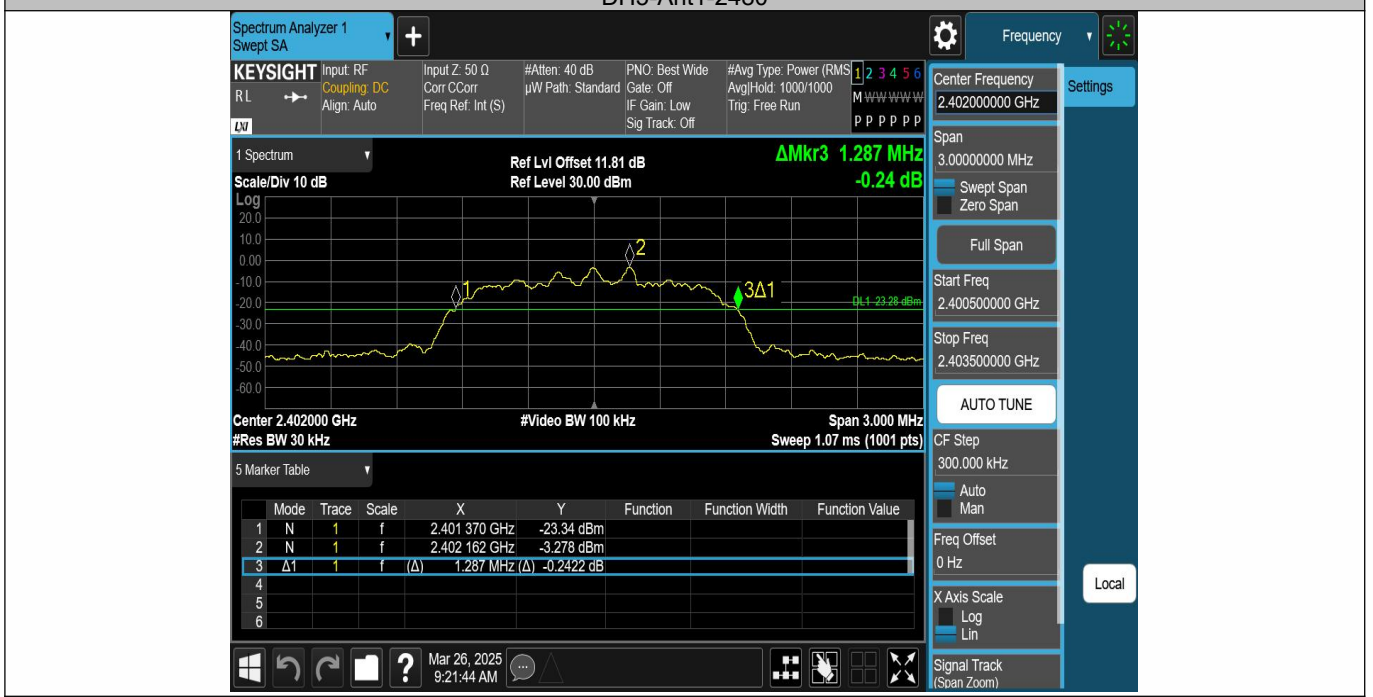 Spectrum Analyzer 1
Swept SA
+
Frequency
KEYSIGHT
RL
LXI
Input: RF
Coupling: DC
Align: Auto
Input Z: 50 Ω
Corr CCorr
Freq Ref: Int (S)
#Atten: 40 dB
µW Path: Standard
PNO: Best Wide
Gate: Off
IF Gain: Low
Sig Track: Off
#Avg Type: Power (RMS
Avg|Hold: 1000/1000
Trig: Free Run
1 2 3 4 5 6
M W W W W W
P P P P P P
1 Spectrum
Scale/Div 10 dB
Ref Lvl Offset 11.81 dB
Ref Level 30.00 dBm
ΔMkr3 1.287 MHz
-0.24 dB
Log
20.0
10.0
0.00
-10.0
-20.0
-30.0
-40.0
-50.0
-60.0
1
2
3Δ1
DL1 -23.28 dBm
Center 2.402000 GHz
#Video BW 100 kHz
Span 3.000 MHz
#Res BW 30 kHz
Sweep 1.07 ms (1001 pts)
5 Marker Table
Mode Trace Scale X Y Function Function Width Function Value
1 N 1 f 2.401 370 GHz -23.34 dBm
2 N 1 f 2.402 162 GHz -3.278 dBm
3 Δ1 1 f (Δ) 1.287 MHz (Δ) -0.2422 dB
4
5
6
Mar 26, 2025
9:21:44 AM
?
Center Frequency
2.402000000 GHz
Settings
Span
3.00000000 MHz
Swept Span
Zero Span
Full Span
Start Freq
2.400500000 GHz
Stop Freq
2.403500000 GHz
AUTO TUNE
CF Step
300.000 kHz
Auto
Man
Freq Offset
0 Hz
X Axis Scale
Log
Lin
Local
Signal Track
(Span Zoom)